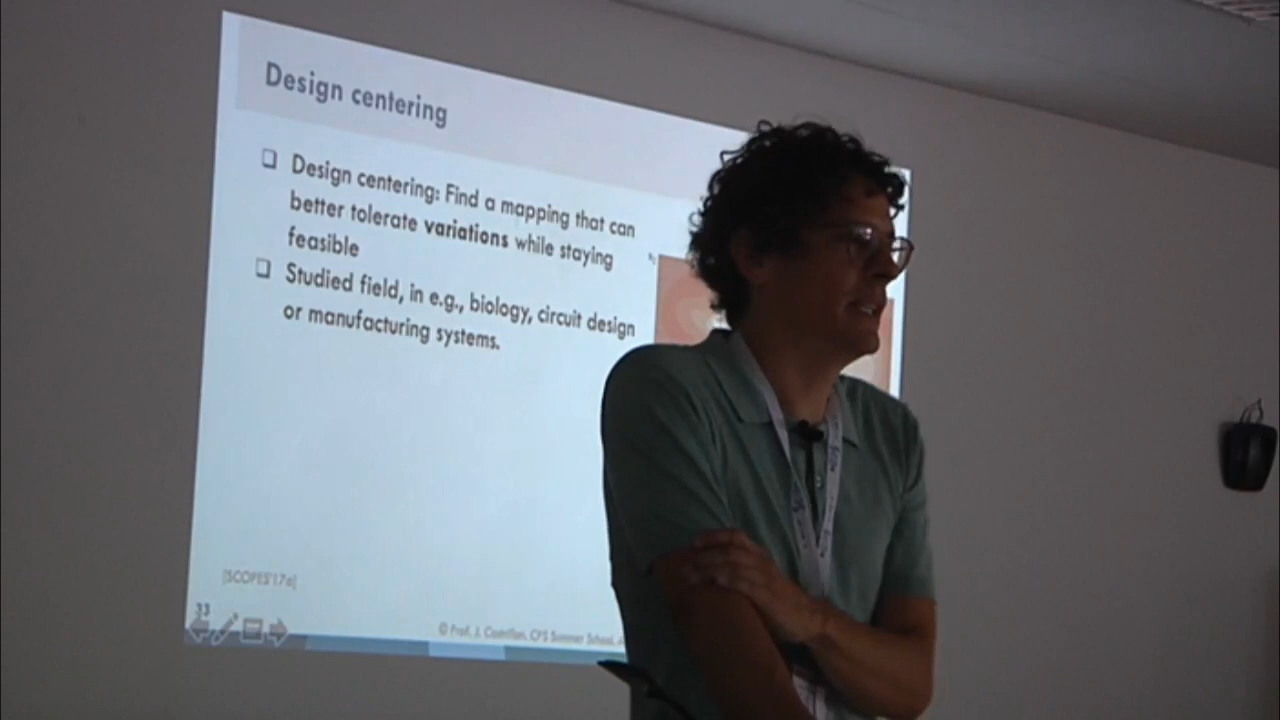 Design centering
❑ Design centering: Find a mapping that can
better tolerate variations while staying
feasible
❑ Studied field, in e.g., biology, circuit design
or manufacturing systems.
[SCOPES'17a]
33
© Prof. J. Castrillon. CPS Summer School,